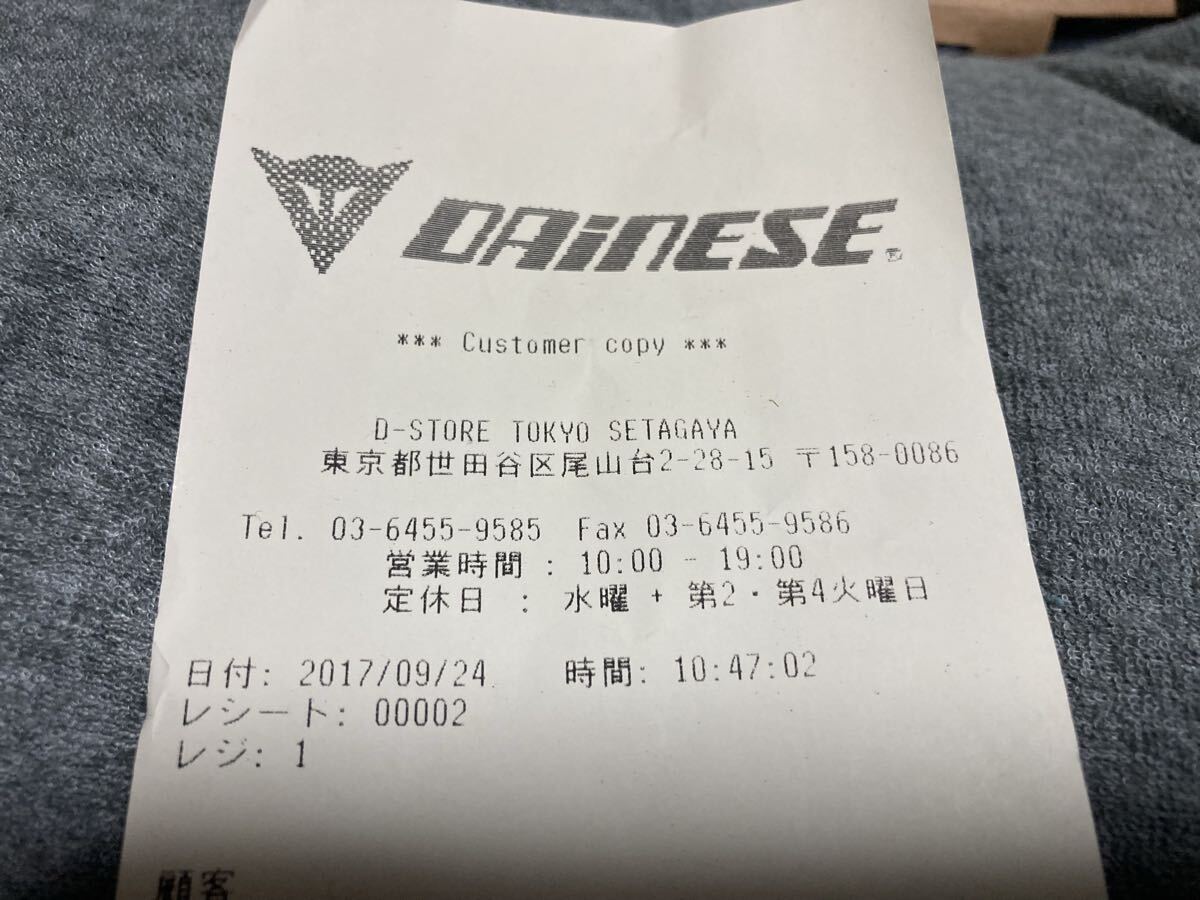 DAiNESE®
*** Customer copy ***
D-STORE TOKYO SETAGAYA
東京都世田谷区尾山台2-28-15 〒158-0086
Tel. 03-6455-9585 Fax 03-6455-9586
営業時間 : 10:00 - 19:00
定休日 : 水曜 + 第2・第4火曜日
日付: 2017/09/24 時間: 10:47:02
レシート: 00002
レジ: 1
顧客